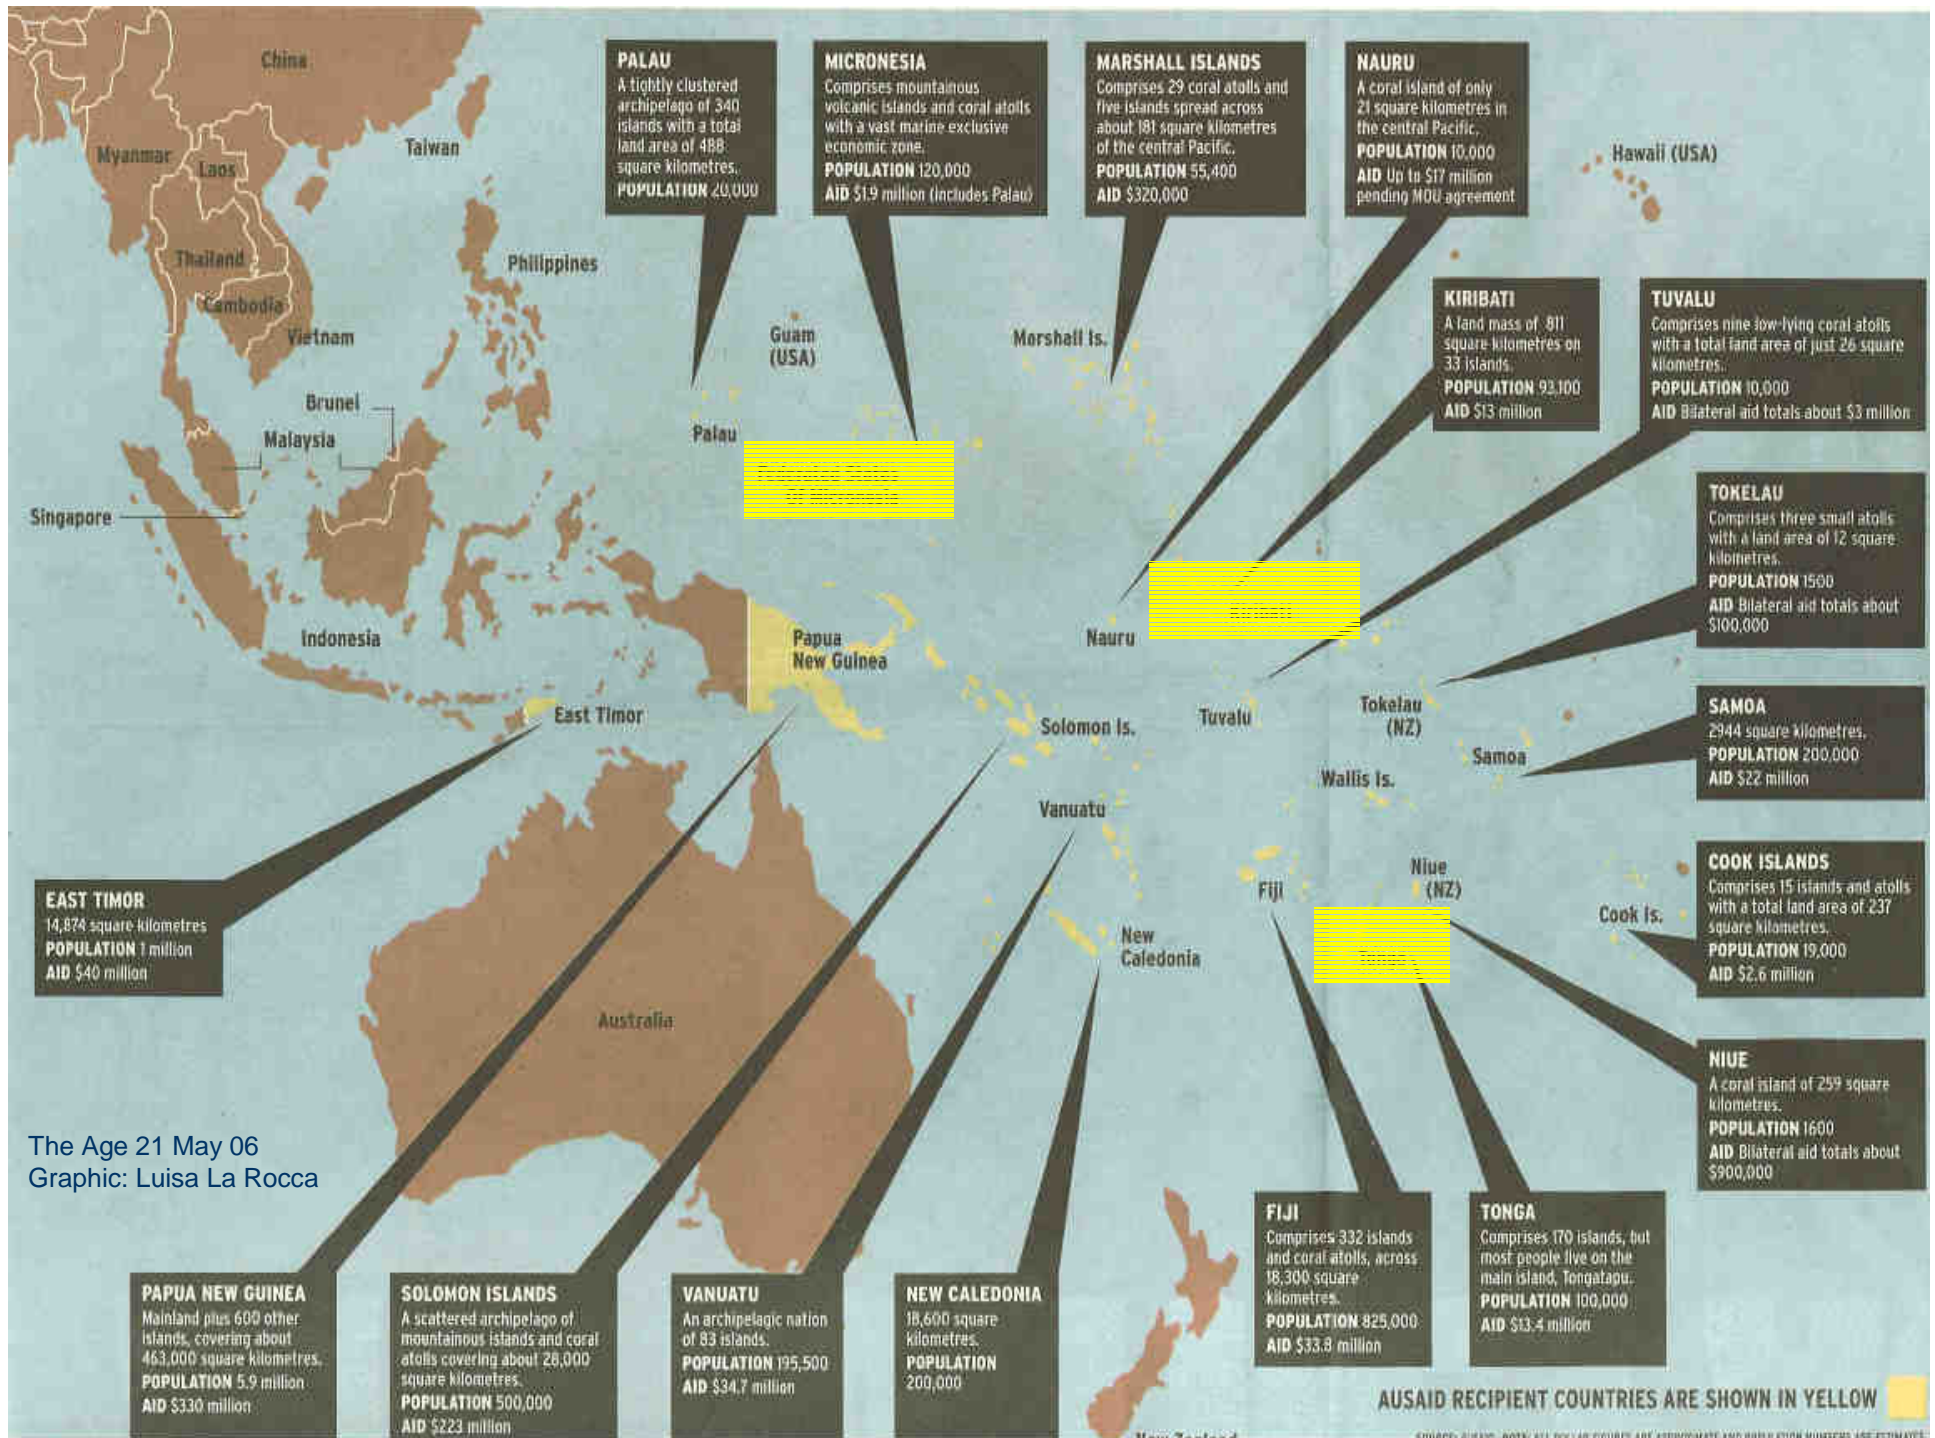 China
Myanmar
Laos
Taiwan
Thailand
Cambodia
Vietnam
Philippines
Brunei
Malaysia
Singapore
Indonesia
Guam
(USA)
Palau
Marshall Is.
Hawaii (USA)
Papua
New Guinea
East Timor
Solomon Is.
Nauru
Tuvalu
Tokelau
(NZ)
Samoa
Wallis Is.
Vanuatu
Fiji
Niue
(NZ)
Cook Is.
New
Caledonia
Australia
PALAU
A tightly clustered
archipelago of 340
islands with a total
land area of 488
square kilometres.
POPULATION 20,000
MICRONESIA
Comprises mountainous
volcanic islands and coral atolls
with a vast marine exclusive
economic zone.
POPULATION 120,000
AID $1.9 million (includes Palau)
MARSHALL ISLANDS
Comprises 29 coral atolls and
five islands spread across
about 181 square kilometres
of the central Pacific.
POPULATION 55,400
AID $320,000
NAURU
A coral island of only
21 square kilometres in
the central Pacific.
POPULATION 10,000
AID Up to $17 million
pending MOU agreement
KIRIBATI
A land mass of 811
square kilometres on
33 islands.
POPULATION 93,100
AID $13 million
TUVALU
Comprises nine low-lying coral atolls
with a total land area of just 26 square
kilometres.
POPULATION 10,000
AID Bilateral aid totals about $3 million
TOKELAU
Comprises three small atolls
with a land area of 12 square
kilometres.
POPULATION 1500
AID Bilateral aid totals about
$100,000
SAMOA
2944 square kilometres.
POPULATION 200,000
AID $22 million
COOK ISLANDS
Comprises 15 islands and atolls
with a total land area of 237
square kilometres.
POPULATION 19,000
AID $2.6 million
NIUE
A coral island of 259 square
kilometres.
POPULATION 1600
AID Bilateral aid totals about
$900,000
EAST TIMOR
14,874 square kilometres
POPULATION 1 million
AID $40 million
The Age 21 May 06
Graphic: Luisa La Rocca
PAPUA NEW GUINEA
Mainland plus 600 other
islands, covering about
463,000 square kilometres.
POPULATION 5.9 million
AID $330 million
SOLOMON ISLANDS
A scattered archipelago of
mountainous islands and coral
atolls covering about 28,000
square kilometres.
POPULATION 500,000
AID $223 million
VANUATU
An archipelagic nation
of 83 islands.
POPULATION 195,500
AID $34.7 million
NEW CALEDONIA
18,600 square
kilometres.
POPULATION
200,000
FIJI
Comprises 332 islands
and coral atolls, across
18,300 square
kilometres.
POPULATION 825,000
AID $33.8 million
TONGA
Comprises 170 islands, but
most people live on the
main island, Tongatapu.
POPULATION 100,000
AID $13.4 million
AUSAID RECIPIENT COUNTRIES ARE SHOWN IN YELLOW